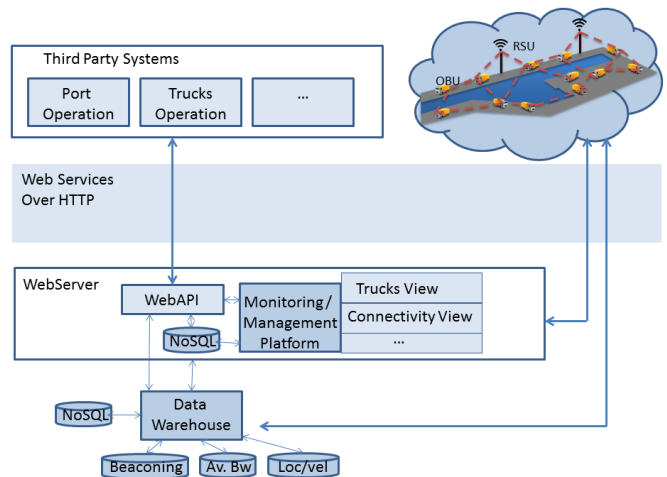 Third Party Systems
Port
Operation
Trucks
Operation
...
RSU
OBU
Web Services
Over HTTP
WebServer
WebAPI
NoSQL
Monitoring/
Management
Platform
Trucks View
Connectivity View
...
NoSQL
Data
Warehouse
Beaconing
Av. Bw
Loc/vel